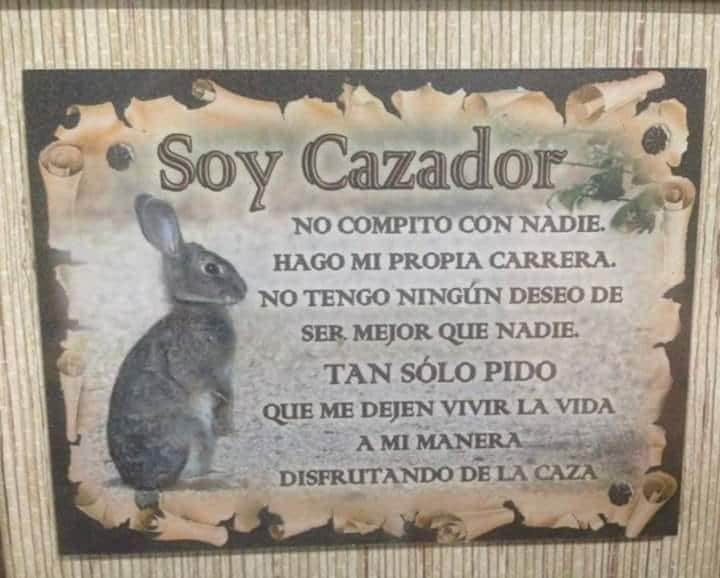 Soy Cazador
NO COMPITO CON NADIE.
HAGO MI PROPIA CARRERA.
NO TENGO NINGÚN DESEO DE
SER MEJOR QUE NADIE.
TAN SÓLO PIDO
QUE ME DEJEN VIVIR LA VIDA
A MI MANERA
DISFRUTANDO DE LA CAZA